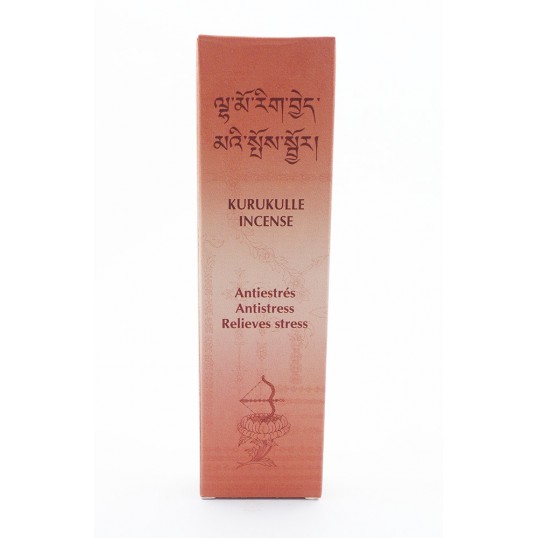 ལྷ་མོ་རིག་བྱེད་
མའི་སྤོས་སྦྱོར།
KURUKULLE
INCENSE
Antiestrés
Antistress
Relieves stress